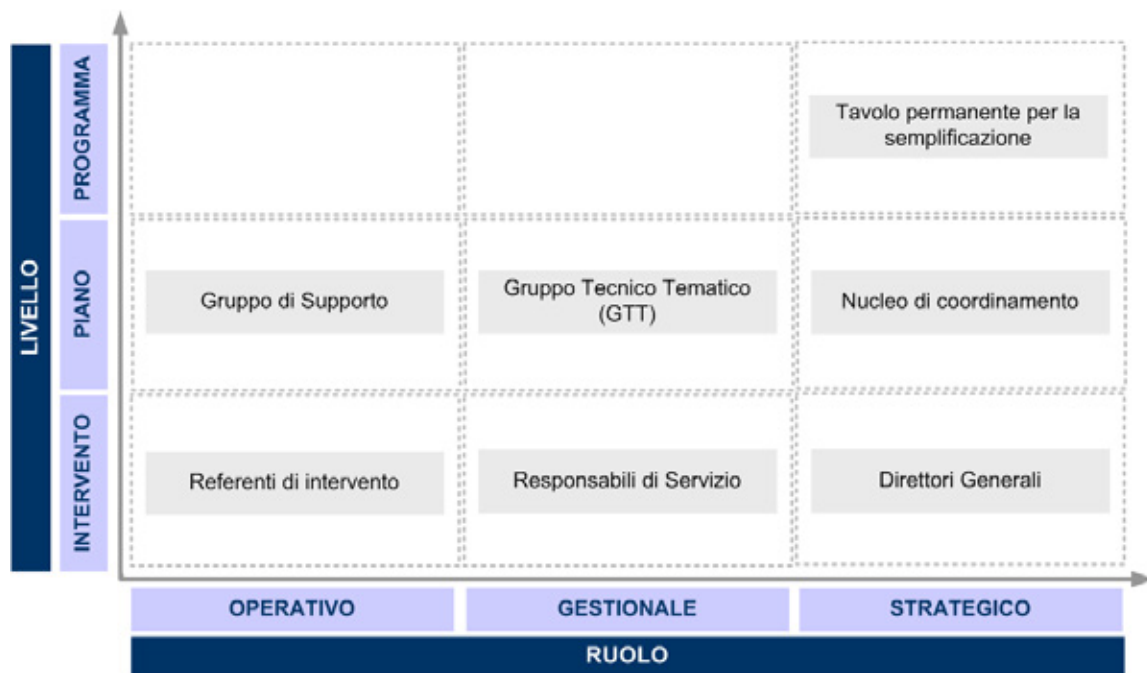 LIVELLO
PROGRAMMA
Tavolo permanente per la
semplificazione
PIANO
Gruppo di Supporto
Gruppo Tecnico Tematico
(GTT)
Nucleo di coordinamento
INTERVENTO
Referenti di intervento
Responsabili di Servizio
Direttori Generali
OPERATIVO
GESTIONALE
STRATEGICO
RUOLO